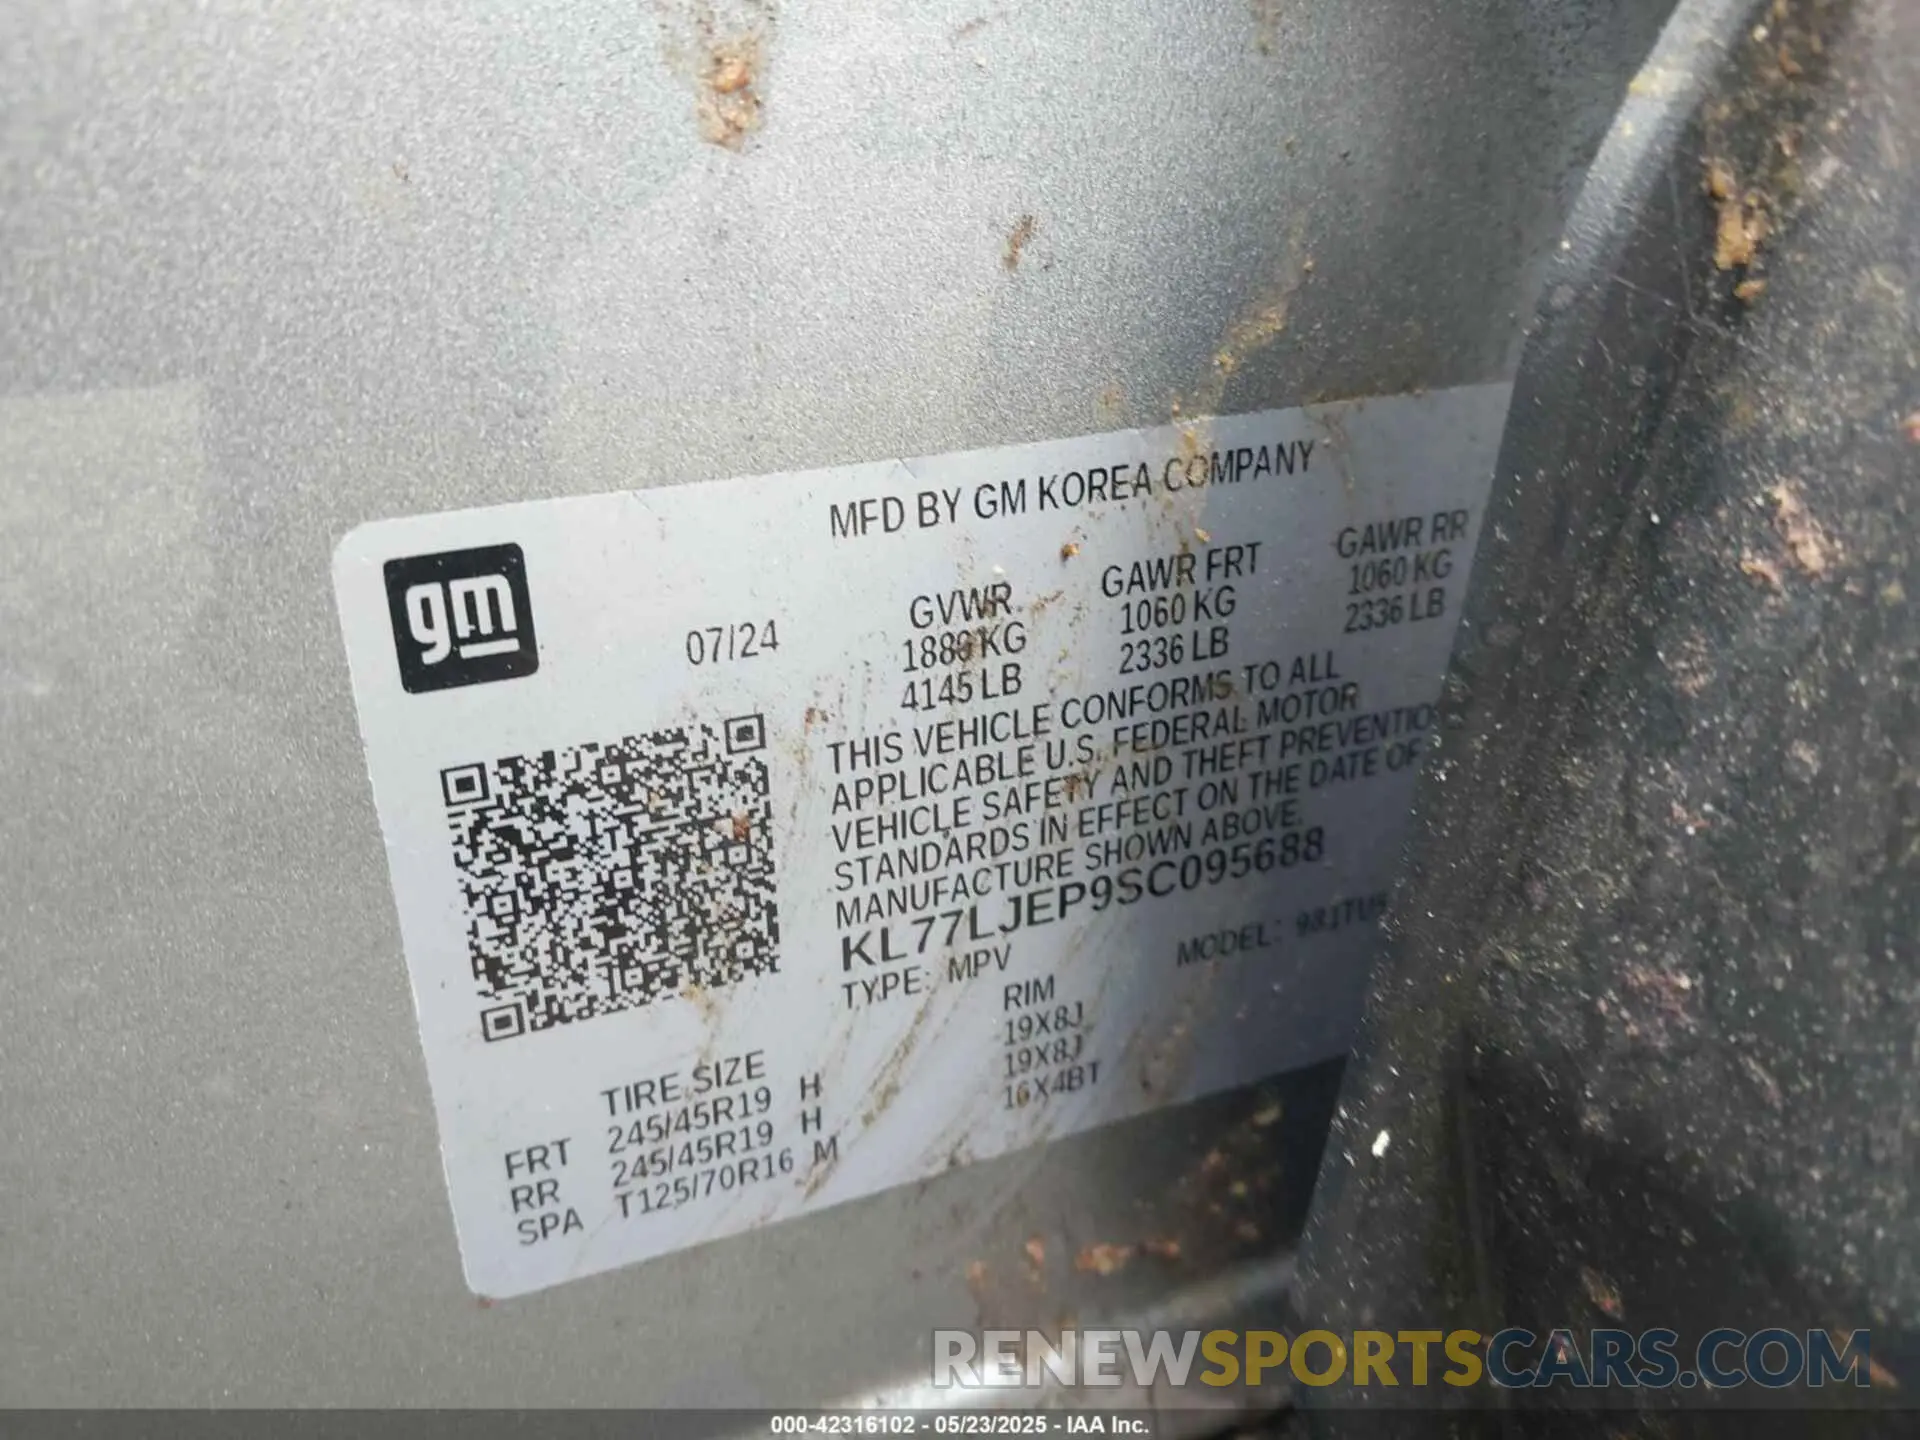 MFD BY GM KOREA COMPANY
gm
07/24
GVWR GAWR FRT GAWR RR
1880 KG 1060 KG 1060 KG
4145 LB 2336 LB 2336 LB
THIS VEHICLE CONFORMS TO ALL
APPLICABLE U.S. FEDERAL MOTOR
VEHICLE SAFETY AND THEFT PREVENTIO
STANDARDS IN EFFECT ON THE DATE OF
MANUFACTURE SHOWN ABOVE.
KL77LJEP9SC095688
TYPE: MPV MODEL:
TIRE SIZE RIM
FRT 245/45R19 H 19X8J
RR 245/45R19 H 19X8J
SPA T125/70R16 M 16X4BT
RENEWSPORTSCARS.COM
000-42316102 - 05/23/2025 - IAA Inc.